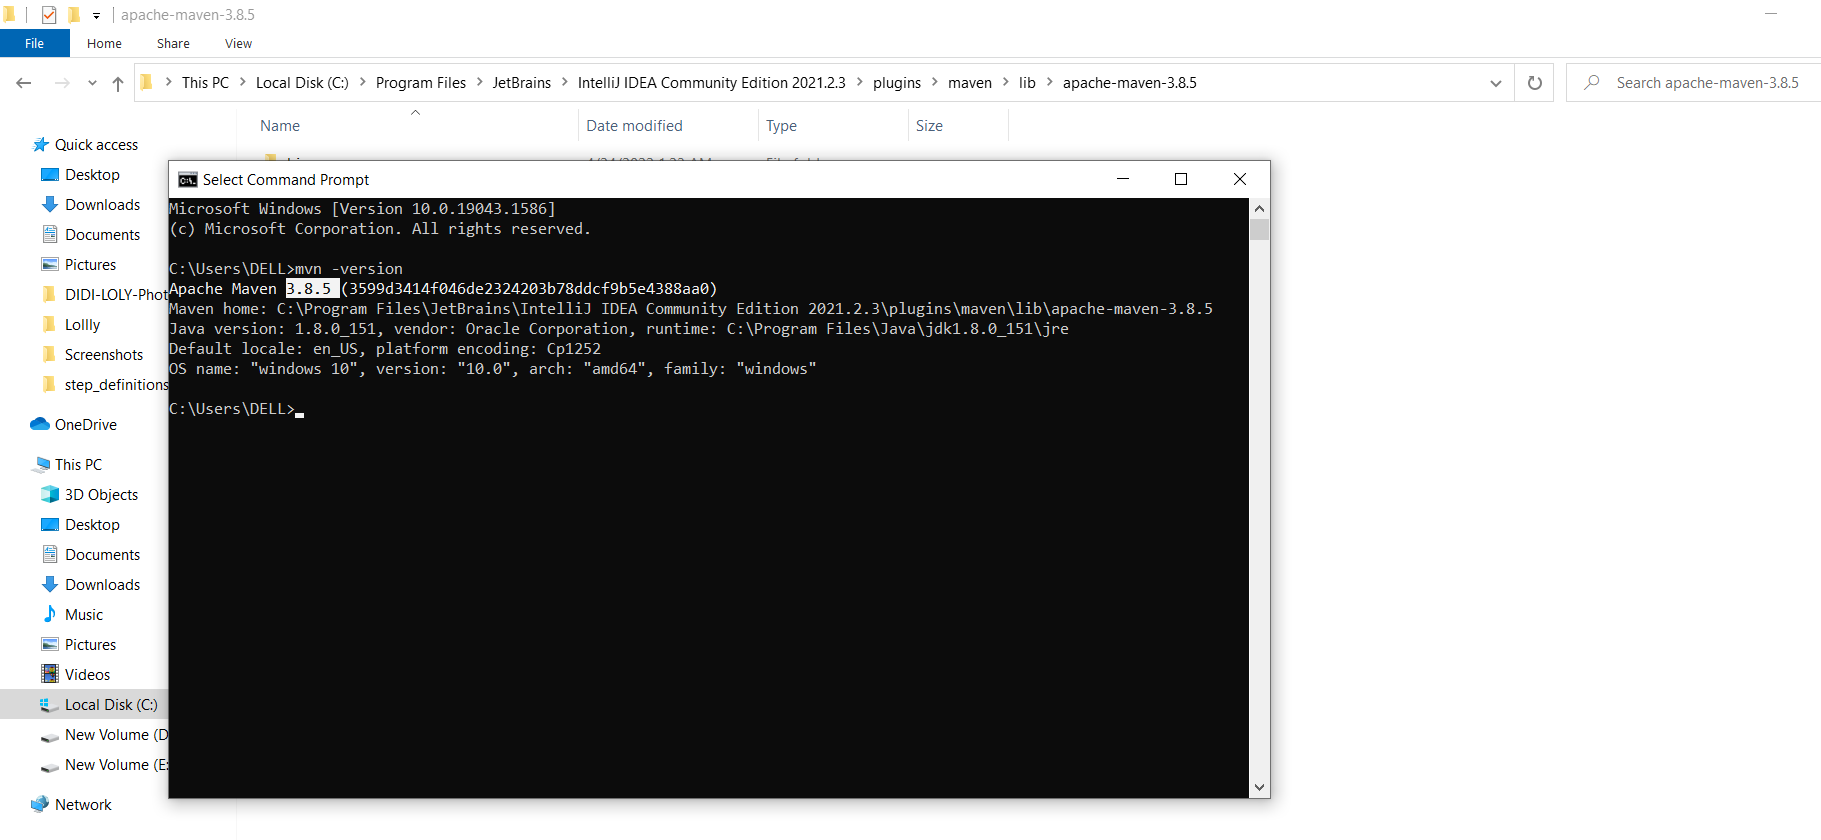 apache-maven-3.8.5
File Home Share View
This PC Local Disk (C:) Program Files JetBrains IntelliJ IDEA Community Edition 2021.2.3 plugins maven lib apache-maven-3.8.5
Search apache-maven-3.8.5
Name Date modified Type Size
Quick access
Desktop
Downloads
Documents
Pictures
DIDI-LOLY-Phot
Lollly
Screenshots
step_definitions
OneDrive
This PC
3D Objects
Desktop
Documents
Downloads
Music
Pictures
Videos
Local Disk (C:)
New Volume (D
New Volume (E:
Network
Select Command Prompt
Microsoft Windows [Version 10.0.19043.1586]
(c) Microsoft Corporation. All rights reserved.
C:\Users\DELL>mvn -version
Apache Maven 3.8.5 (3599d3414f046de2324203b78ddcf9b5e4388aa0)
Maven home: C:\Program Files\JetBrains\IntelliJ IDEA Community Edition 2021.2.3\plugins\maven\lib\apache-maven-3.8.5
Java version: 1.8.0_151, vendor: Oracle Corporation, runtime: C:\Program Files\Java\jdk1.8.0_151\jre
Default locale: en_US, platform encoding: Cp1252
OS name: "windows 10", version: "10.0", arch: "amd64", family: "windows"
C:\Users\DELL>